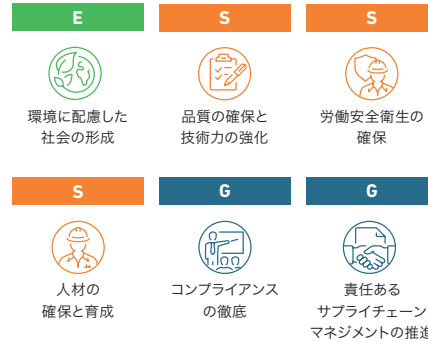 E
環境に配慮した
社会の形成
S
品質の確保と
技術力の強化
S
労働安全衛生の
確保
S
人材の
確保と育成
G
コンプライアンス
の徹底
G
責任ある
サプライチェーン
マネジメントの推進